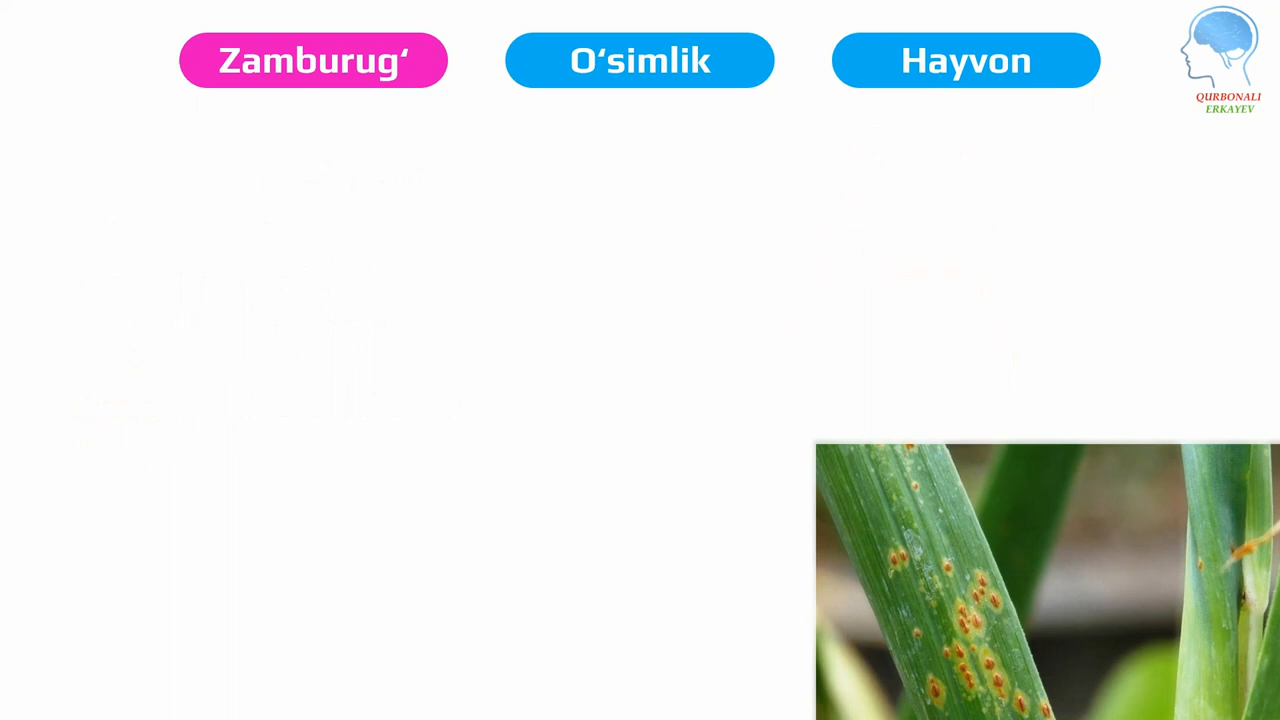 Zamburug‘
O‘simlik
Hayvon
QURBONALI
ERKAYEV